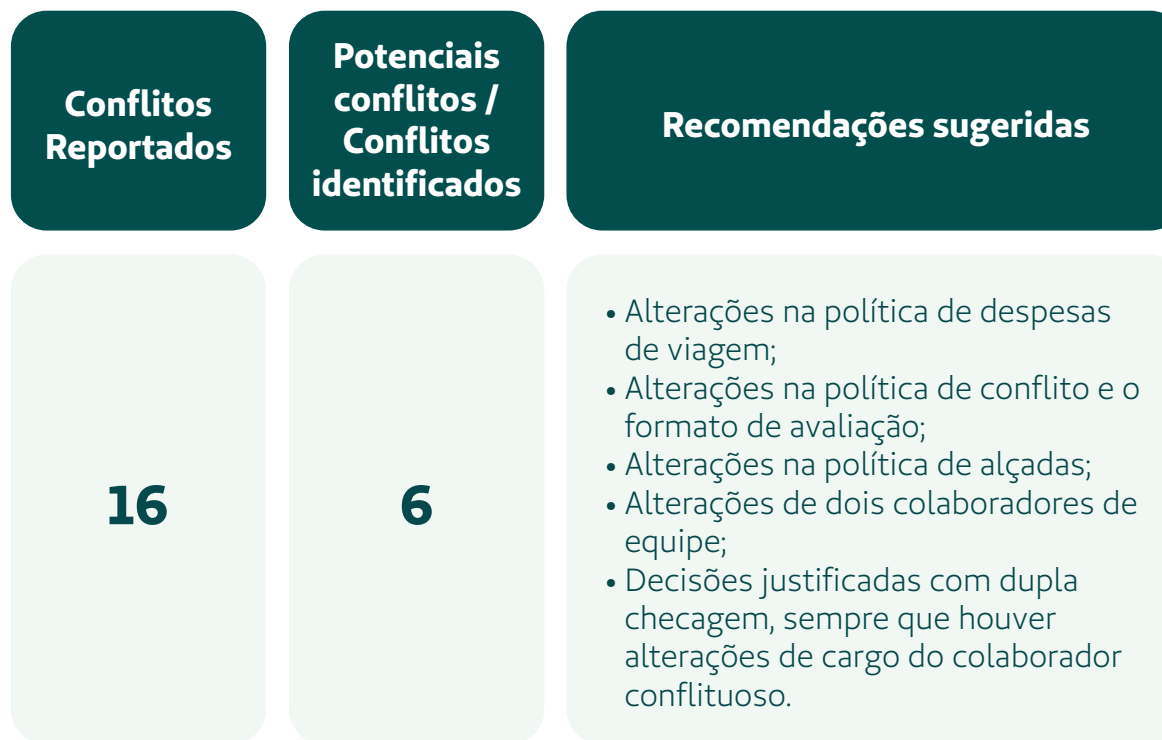 Conflitos
Reportados
Potenciais
conflitos /
Conflitos
identificados
Recomendações sugeridas
16
6
• Alterações na política de despesas
de viagem;
• Alterações na política de conflito e o
formato de avaliação;
• Alterações na política de alçadas;
• Alterações de dois colaboradores de
equipe;
• Decisões justificadas com dupla
checagem, sempre que houver
alterações de cargo do colaborador
conflituoso.